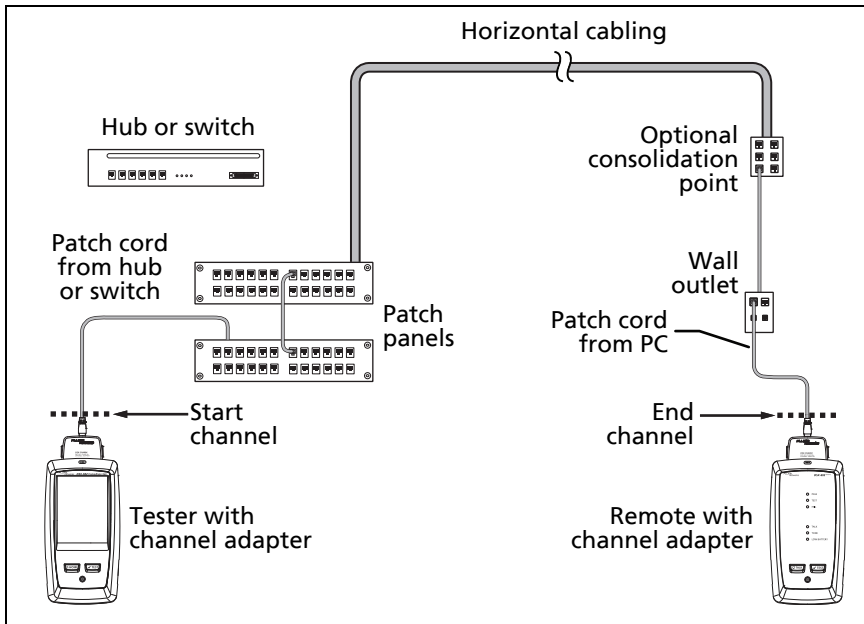 Horizontal cabling
Hub or switch
Optional
consolidation
point
Patch cord
from hub
or switch
Wall
outlet
Patch
panels
Patch cord
from PC
Start
channel
End
channel
Tester with
channel adapter
Remote with
channel adapter